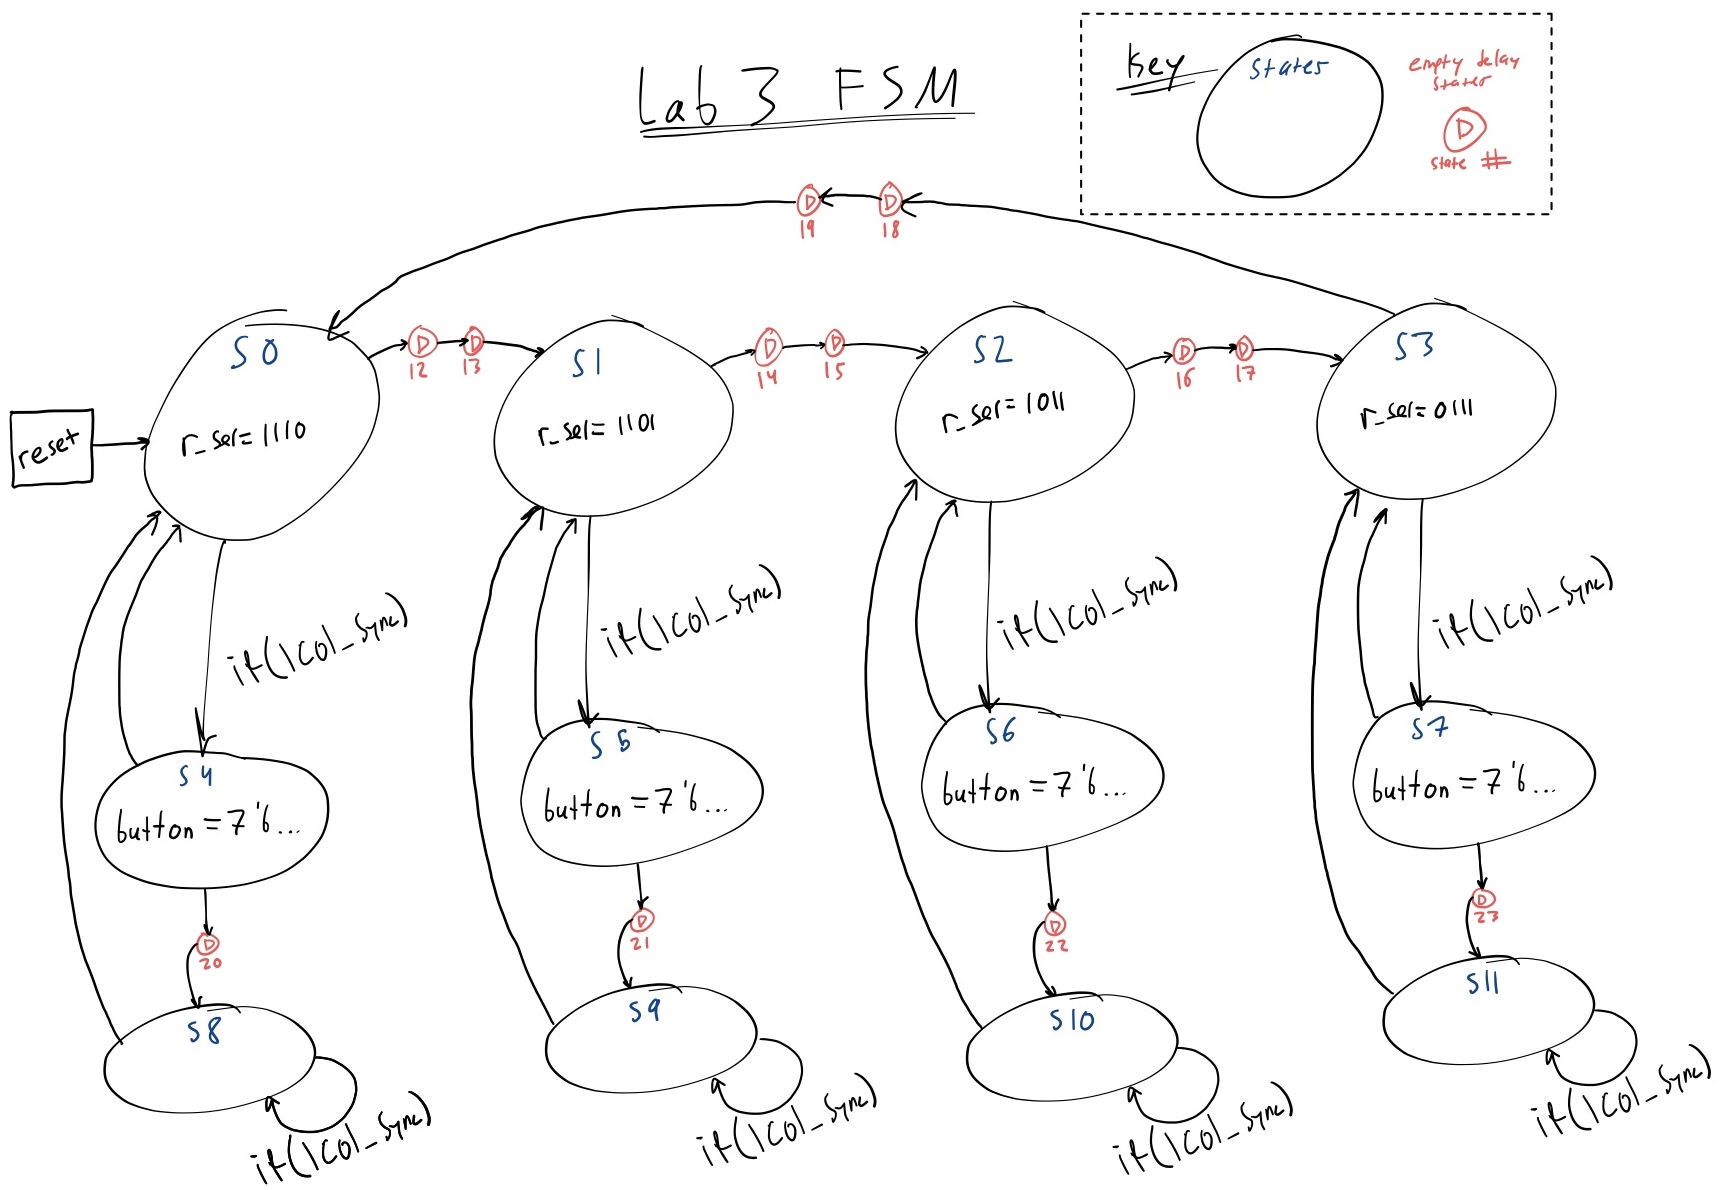 Lab 3 FSM
Key
states
empty delay
states
D
state #
D
19
D
18
reset
S0
r_sel=1110
D
12
D
13
S1
r_sel=1101
D
14
D
15
S2
r_sel=1011
D
16
D
17
S3
r_sel=0111
if(|col_sync)
if(|col_sync)
if(|col_sync)
if(|col_sync)
S4
button=7'b...
S5
button=7'b...
S6
button=7'b...
S7
button=7'b...
D
20
D
21
D
22
D
23
S8
if(|col_sync)
S9
if(|col_sync)
S10
if(|col_sync)
S11
if(|col_sync)